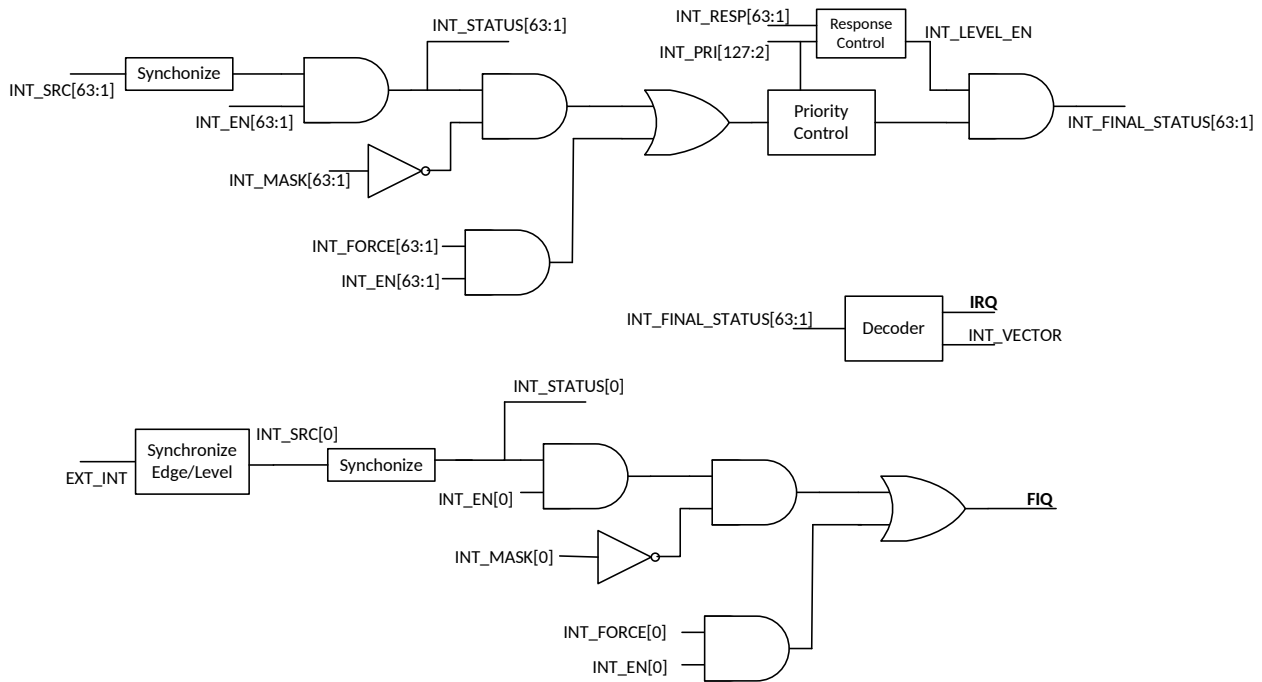 INT_STATUS[63:1]
INT_RESP[63:1]
Response
Control
INT_LEVEL_EN
INT_PRI[127:2]
Synchonize
INT_SRC[63:1]
INT_EN[63:1]
Priority
Control
INT_FINAL_STATUS[63:1]
INT_MASK[63:1]
INT_FORCE[63:1]
INT_EN[63:1]
INT_FINAL_STATUS[63:1]
Decoder
IRQ
INT_VECTOR
INT_STATUS[0]
EXT_INT
Synchronize
Edge/Level
INT_SRC[0]
Synchonize
INT_EN[0]
FIQ
INT_MASK[0]
INT_FORCE[0]
INT_EN[0]